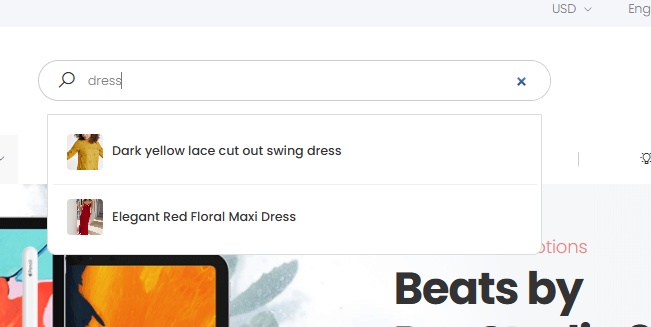 USD
Eng
dress
Dark yellow lace cut out swing dress
Elegant Red Floral Maxi Dress
otions
Beats by